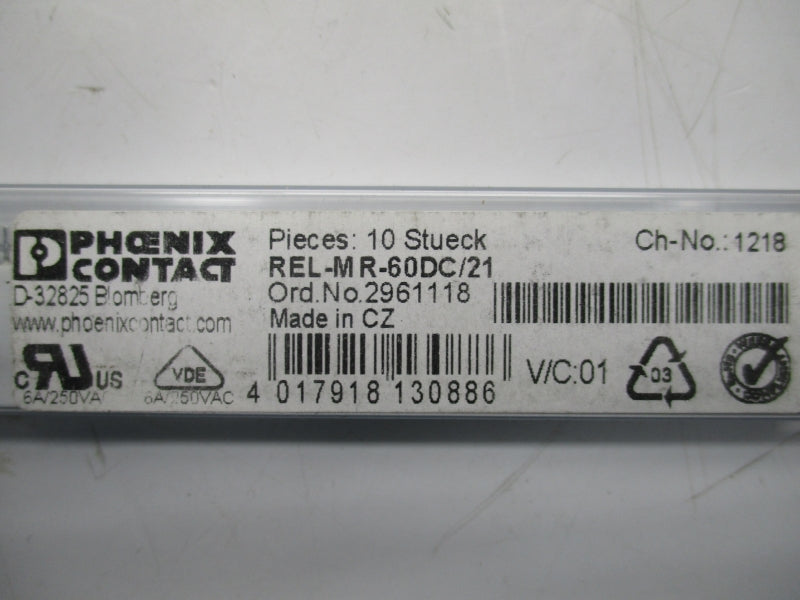 PHOENIX
CONTACT
D-32825 Blomberg
www.phoenixcontact.com
Pieces: 10 Stueck
REL-MR-60DC/21
Ord.No.2961118
Made in CZ
Ch-No.:1218
c RU US
6A/250VA
VDE
6A/250VAC
4 017918 130886
V/C:01
03